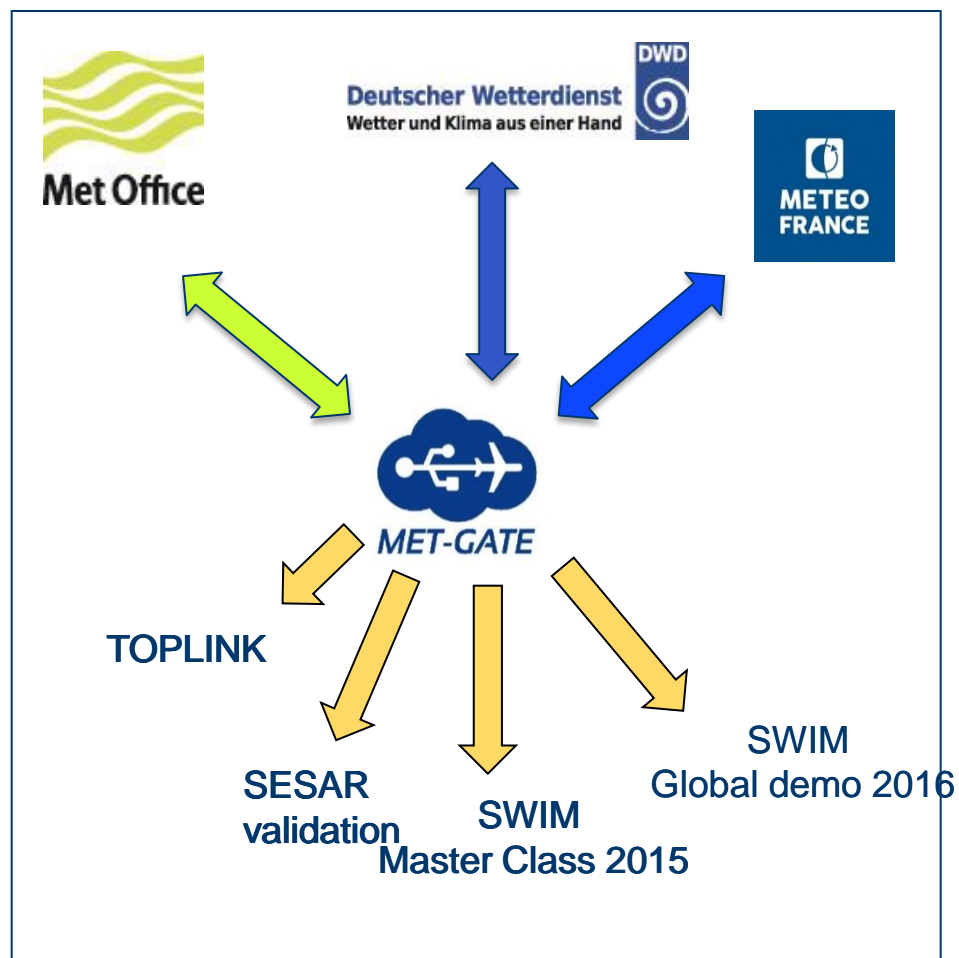 Met Office
DWD
Deutscher Wetterdienst
Wetter und Klima aus einer Hand
METEO
FRANCE
MET-GATE
TOPLINK
SESAR
validation
SWIM
Master Class 2015
SWIM
Global demo 2016